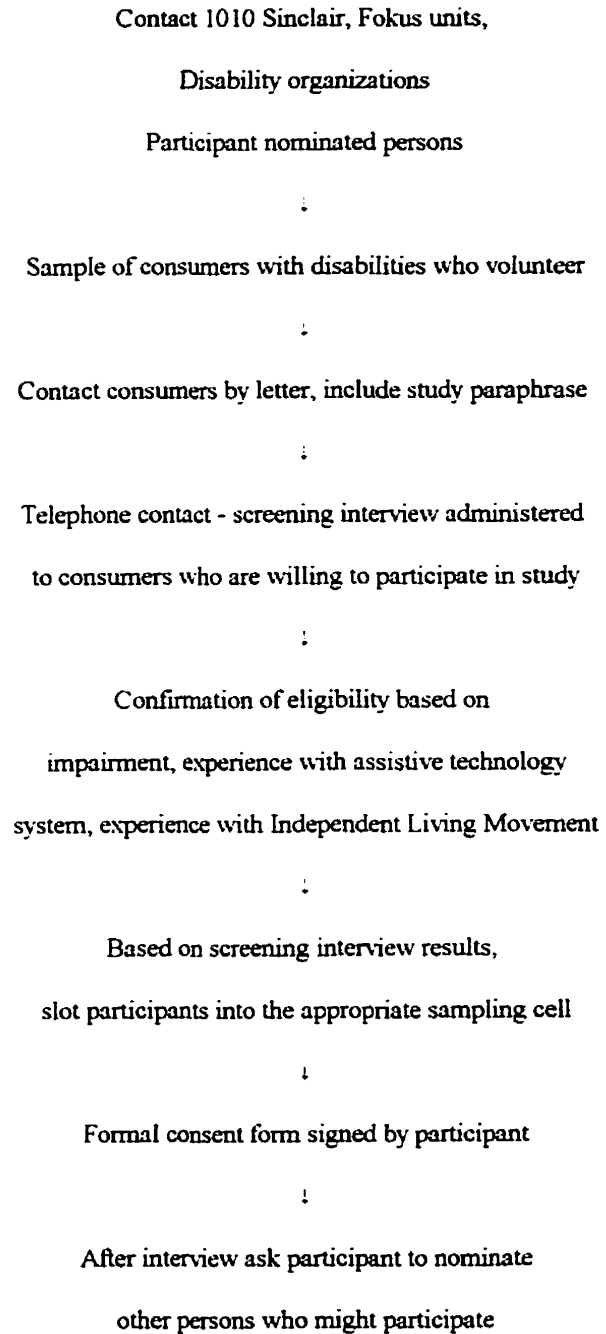 Contact 1010 Sinclair, Fokus units,
Disability organizations
Participant nominated persons
↓
Sample of consumers with disabilities who volunteer
↓
Contact consumers by letter, include study paraphrase
↓
Telephone contact - screening interview administered
to consumers who are willing to participate in study
↓
Confirmation of eligibility based on
impairment, experience with assistive technology
system, experience with Independent Living Movement
↓
Based on screening interview results,
slot participants into the appropriate sampling cell
↓
Formal consent form signed by participant
↓
After interview ask participant to nominate
other persons who might participate